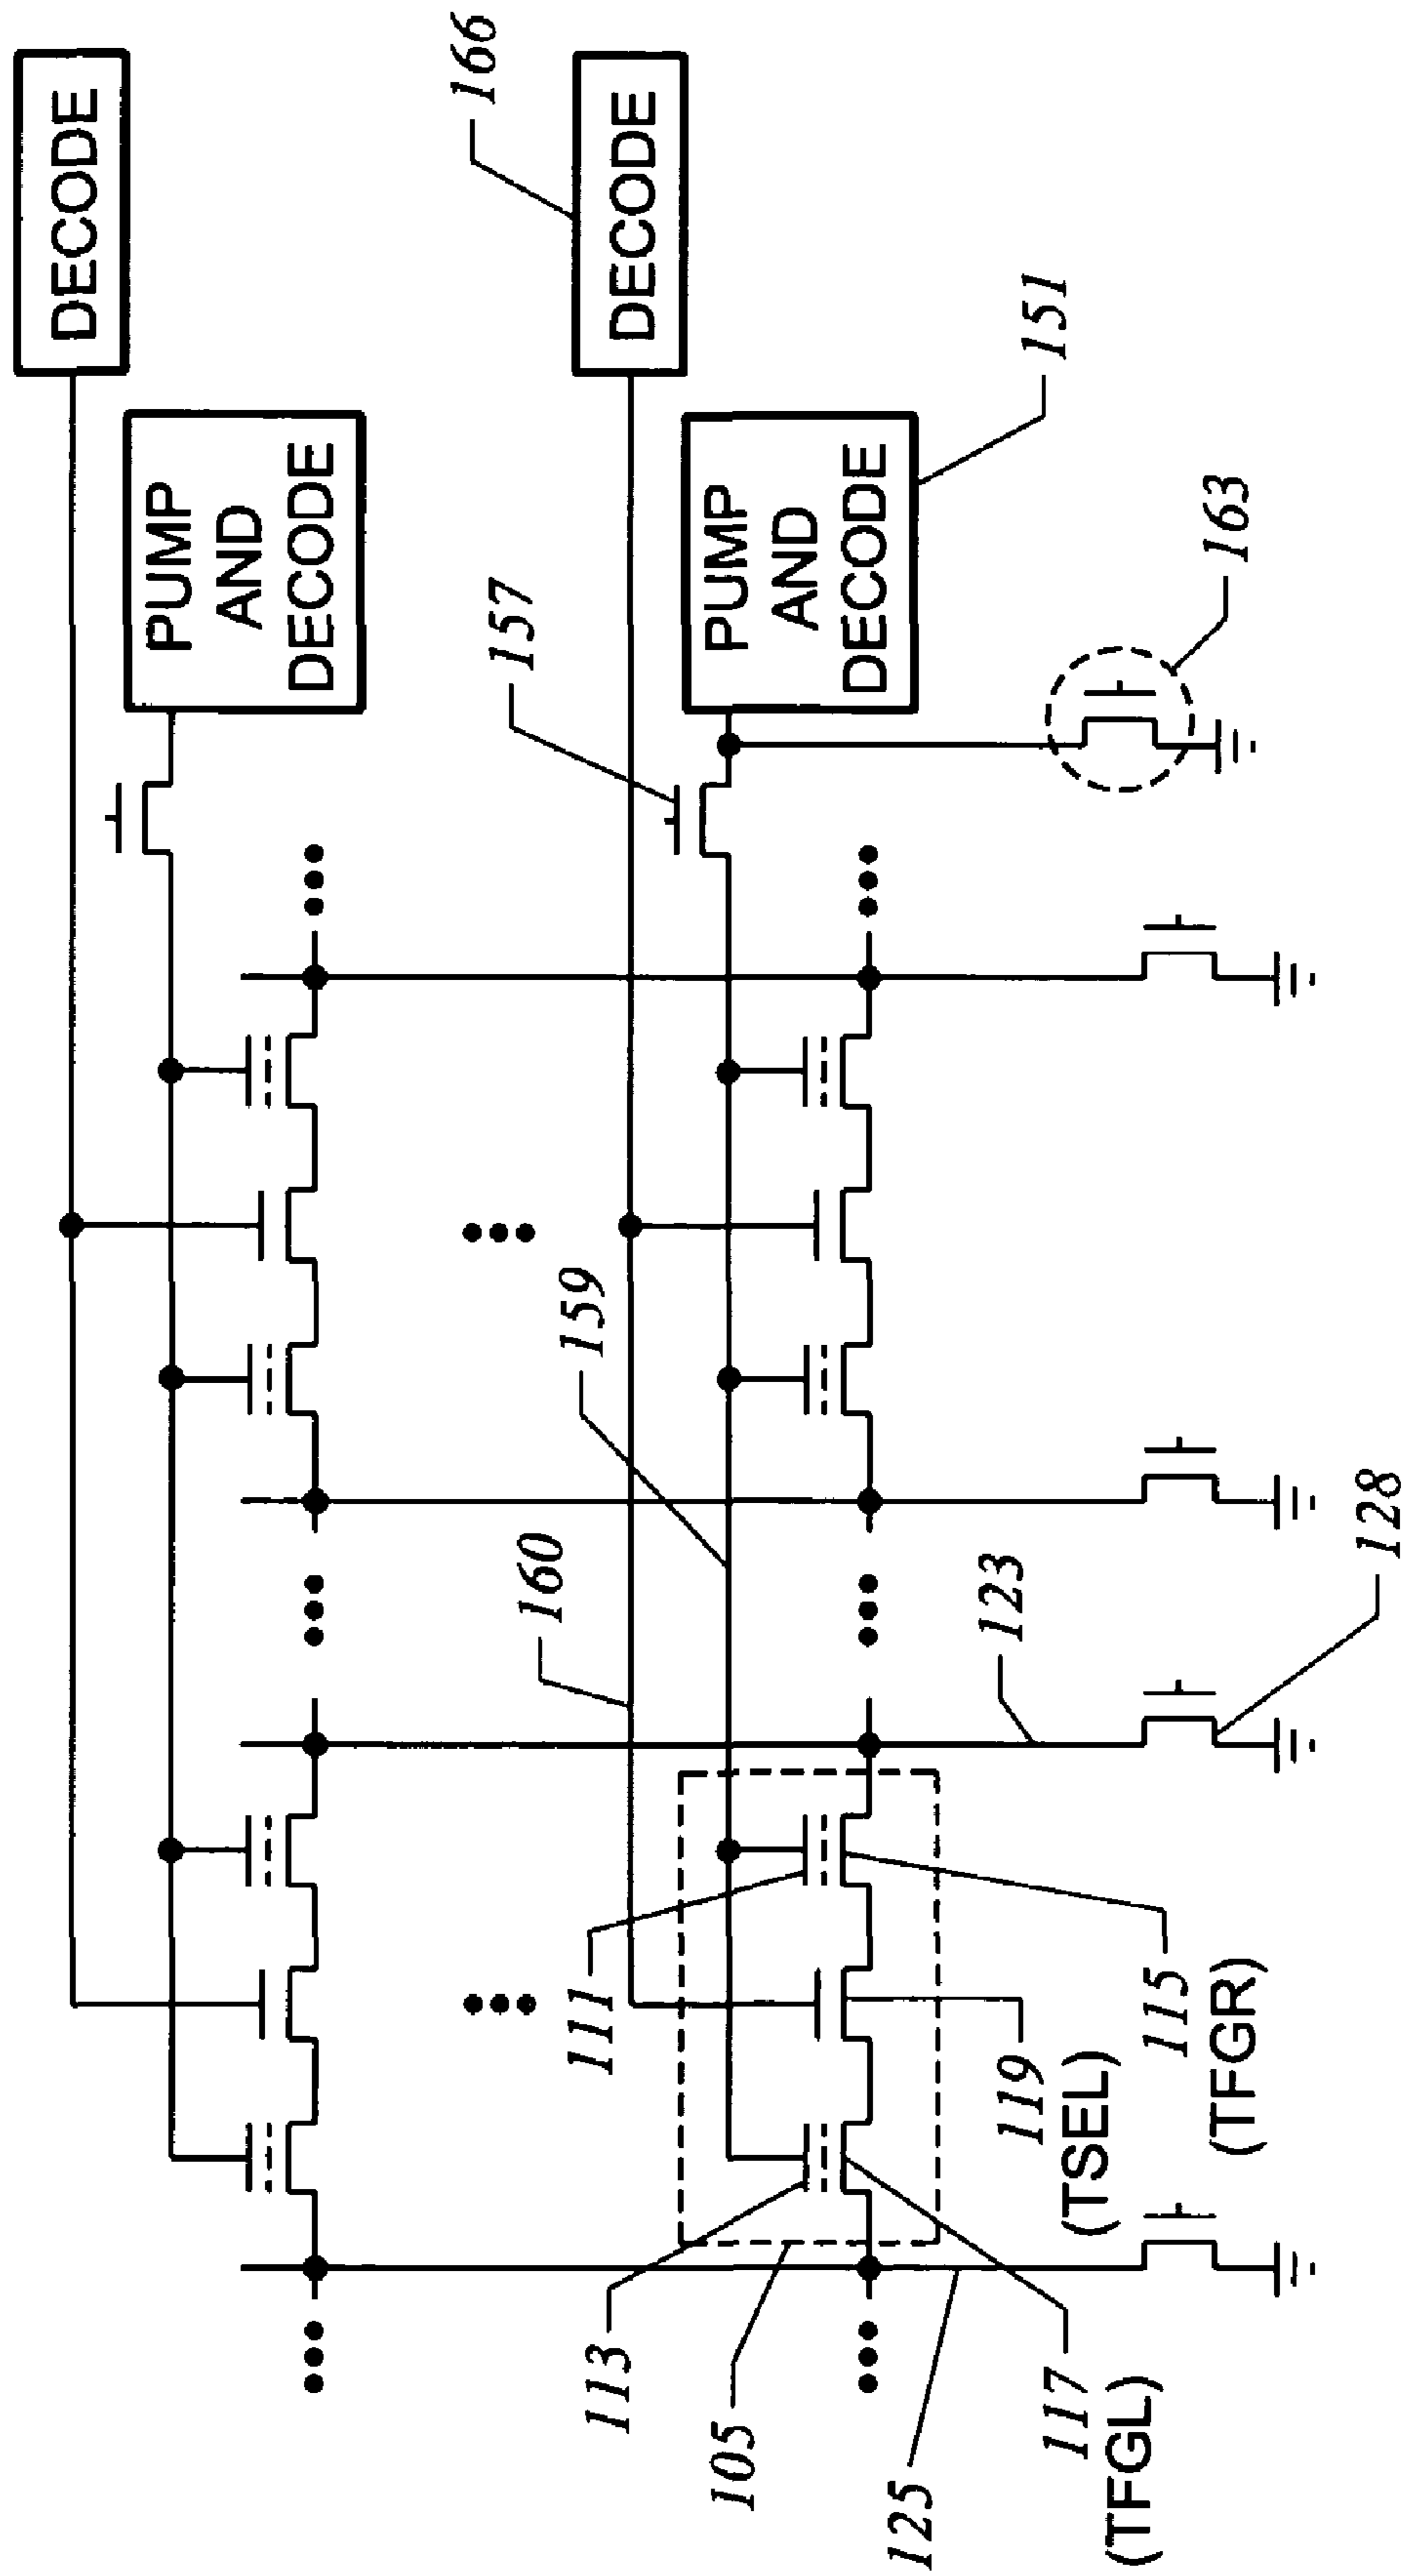 DECODE
PUMP
AND
DECODE
166
DECODE
157
PUMP
AND
DECODE
151
163
159
160
123
128
111
113
105
125
119
(TSEL)
115
(TFGR)
117
(TFGL)